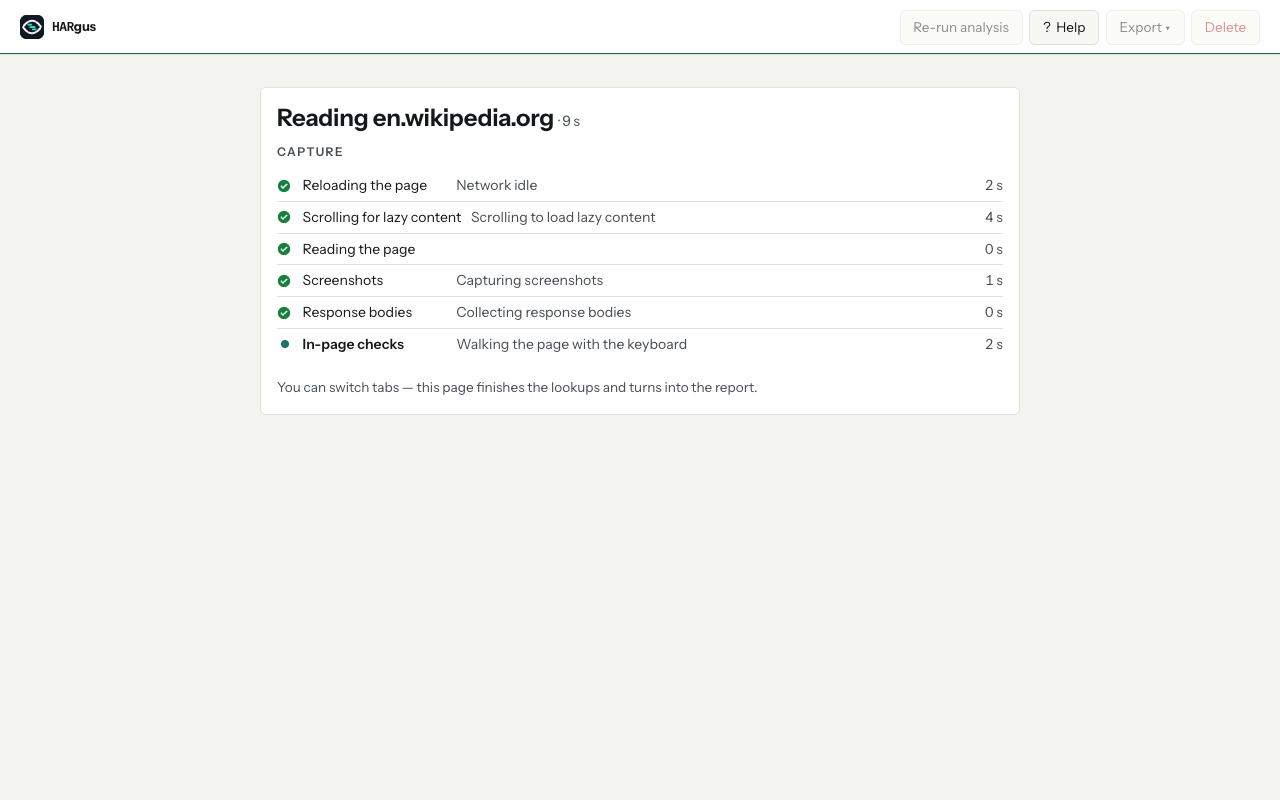 HARgus
Re-run analysis
? Help
Export ▾
Delete
Reading en.wikipedia.org · 9 s
CAPTURE
Reloading the page Network idle 2 s
Scrolling for lazy content Scrolling to load lazy content 4 s
Reading the page 0 s
Screenshots Capturing screenshots 1 s
Response bodies Collecting response bodies 0 s
In-page checks Walking the page with the keyboard 2 s
You can switch tabs — this page finishes the lookups and turns into the report.